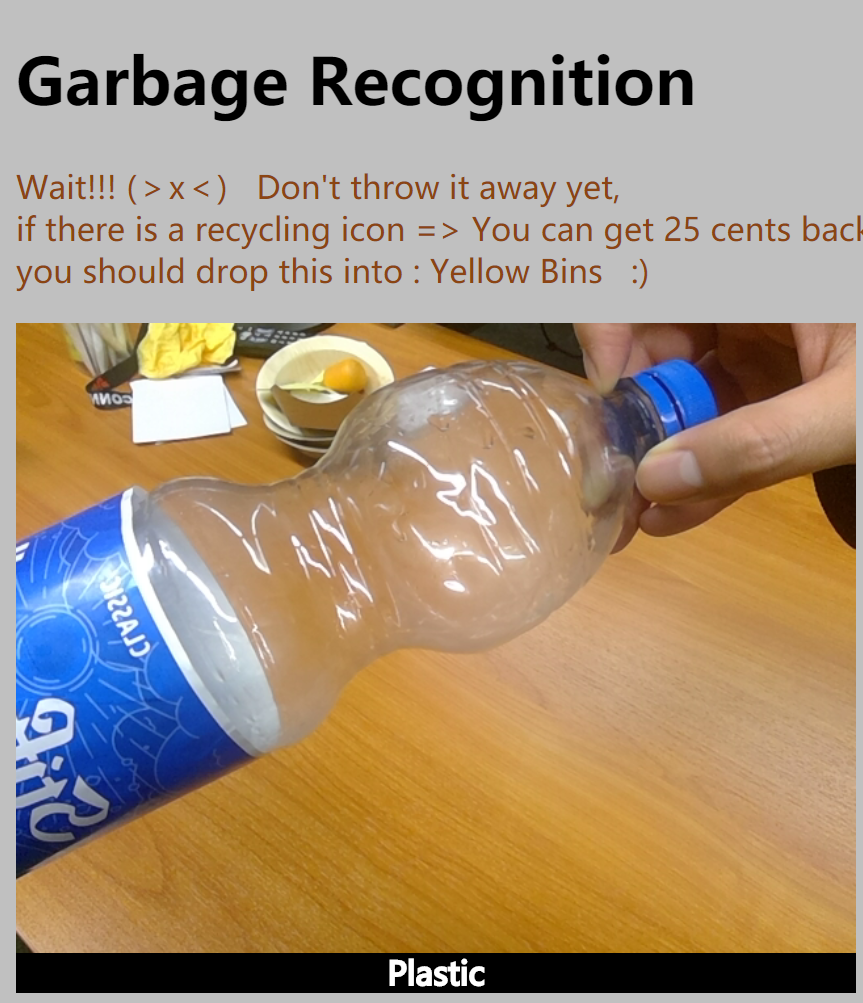 Garbage Recognition
Wait!!! ( > x < )   Don't throw it away yet,
if there is a recycling icon => You can get 25 cents back
you should drop this into : Yellow Bins   :)
CLASSIC
Plastic